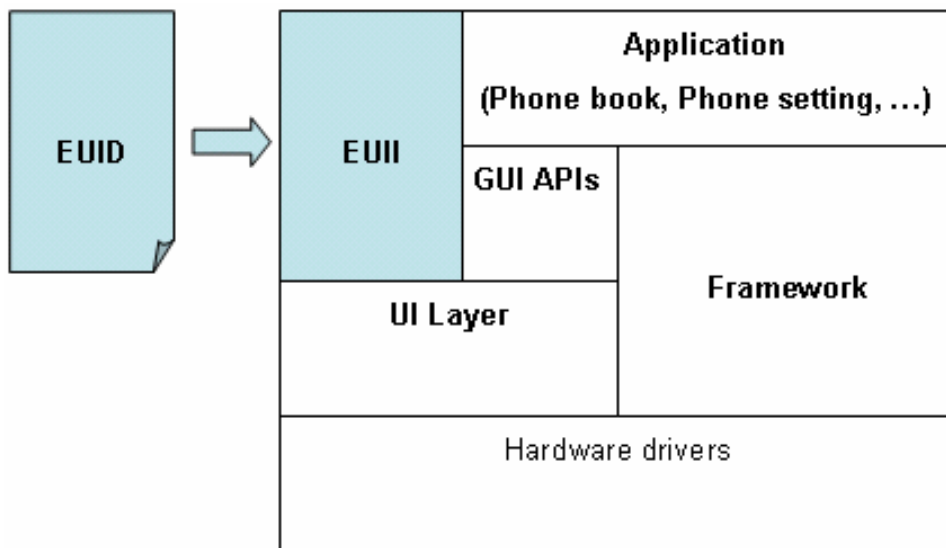 EUID
EUII
Application
(Phone book, Phone setting, ...)
GUI APIs
Framework
UI Layer
Hardware drivers